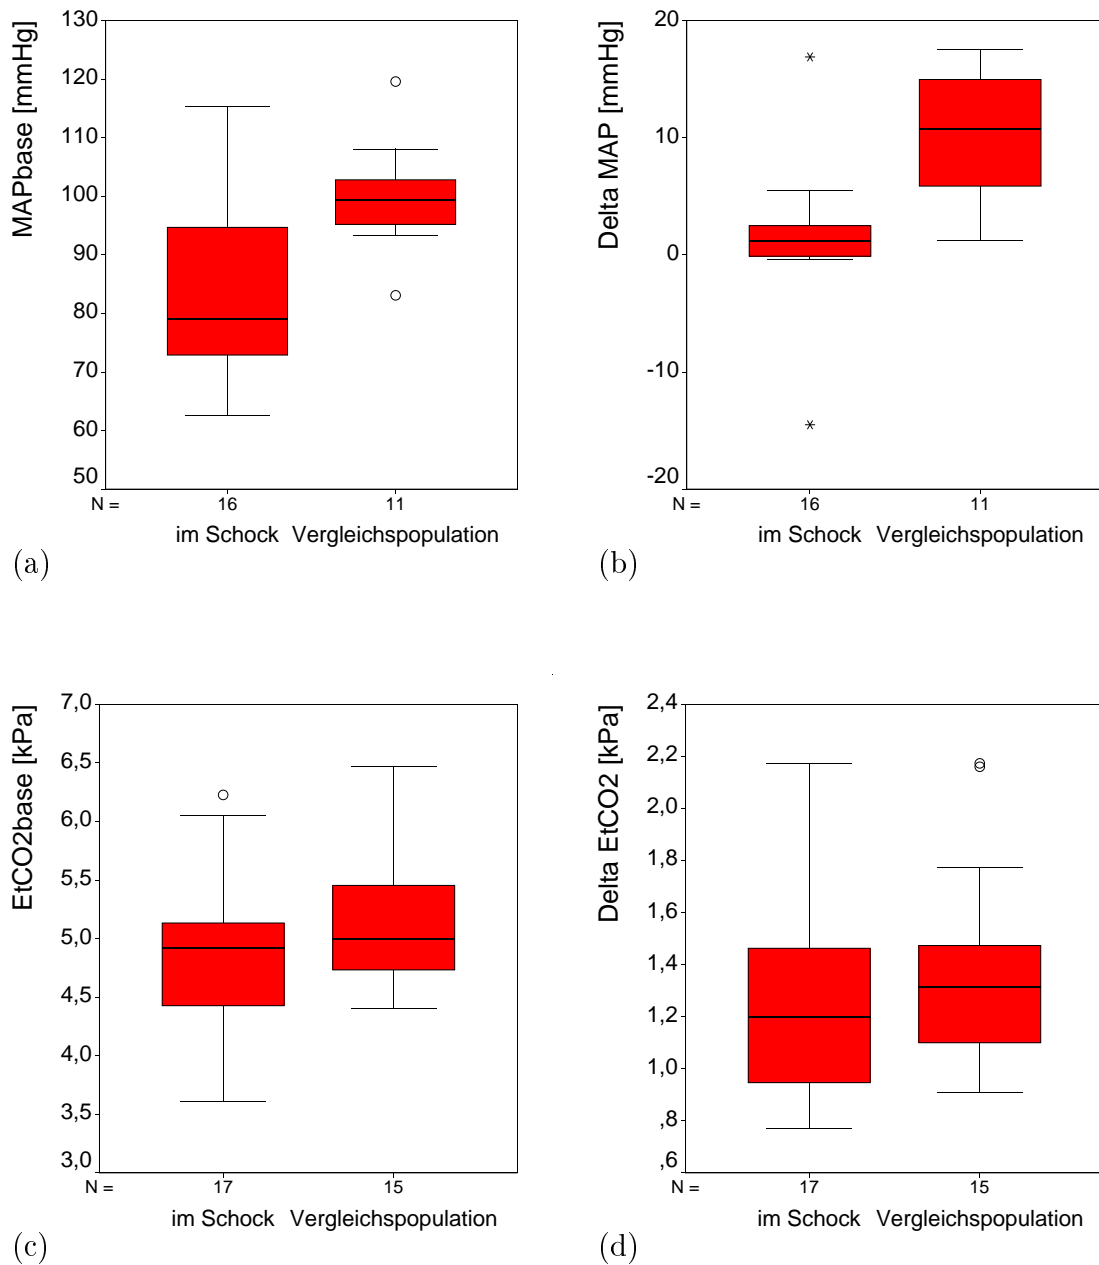 MAPbase [mmHg]
130
120
110
100
90
80
70
60
50
N =
16
11
im Schock
Vergleichspopulation
(a)
Delta MAP [mmHg]
20
10
0
-10
-20
N =
16
11
im Schock
Vergleichspopulation
(b)
EtCO2base [kPa]
7,0
6,5
6,0
5,5
5,0
4,5
4,0
3,5
3,0
N =
17
15
im Schock
Vergleichspopulation
(c)
Delta EtCO2 [kPa]
2,4
2,2
2,0
1,8
1,6
1,4
1,2
1,0
,8
,6
N =
17
15
im Schock
Vergleichspopulation
(d)